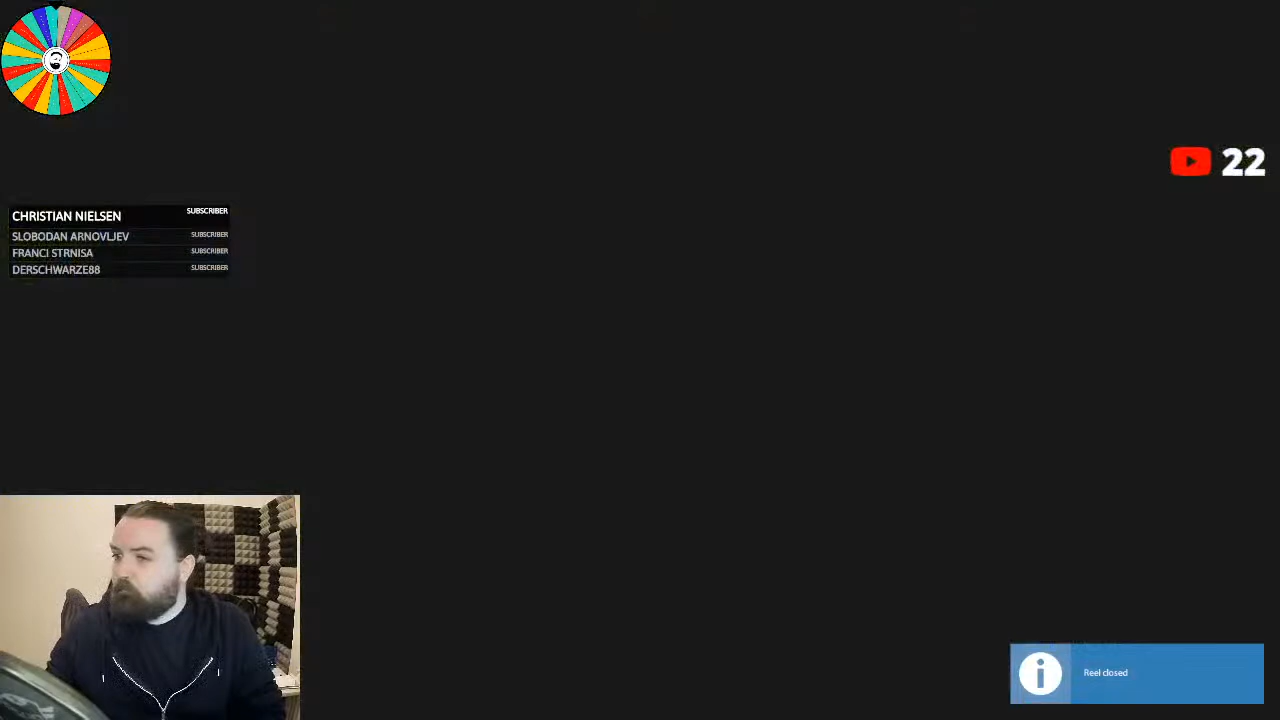 22
CHRISTIAN NIELSEN SUBSCRIBER
SLOBODAN ARNOVLJEV SUBSCRIBER
FRANCI STRNISA SUBSCRIBER
DERSCHWARZE88 SUBSCRIBER
Reel closed